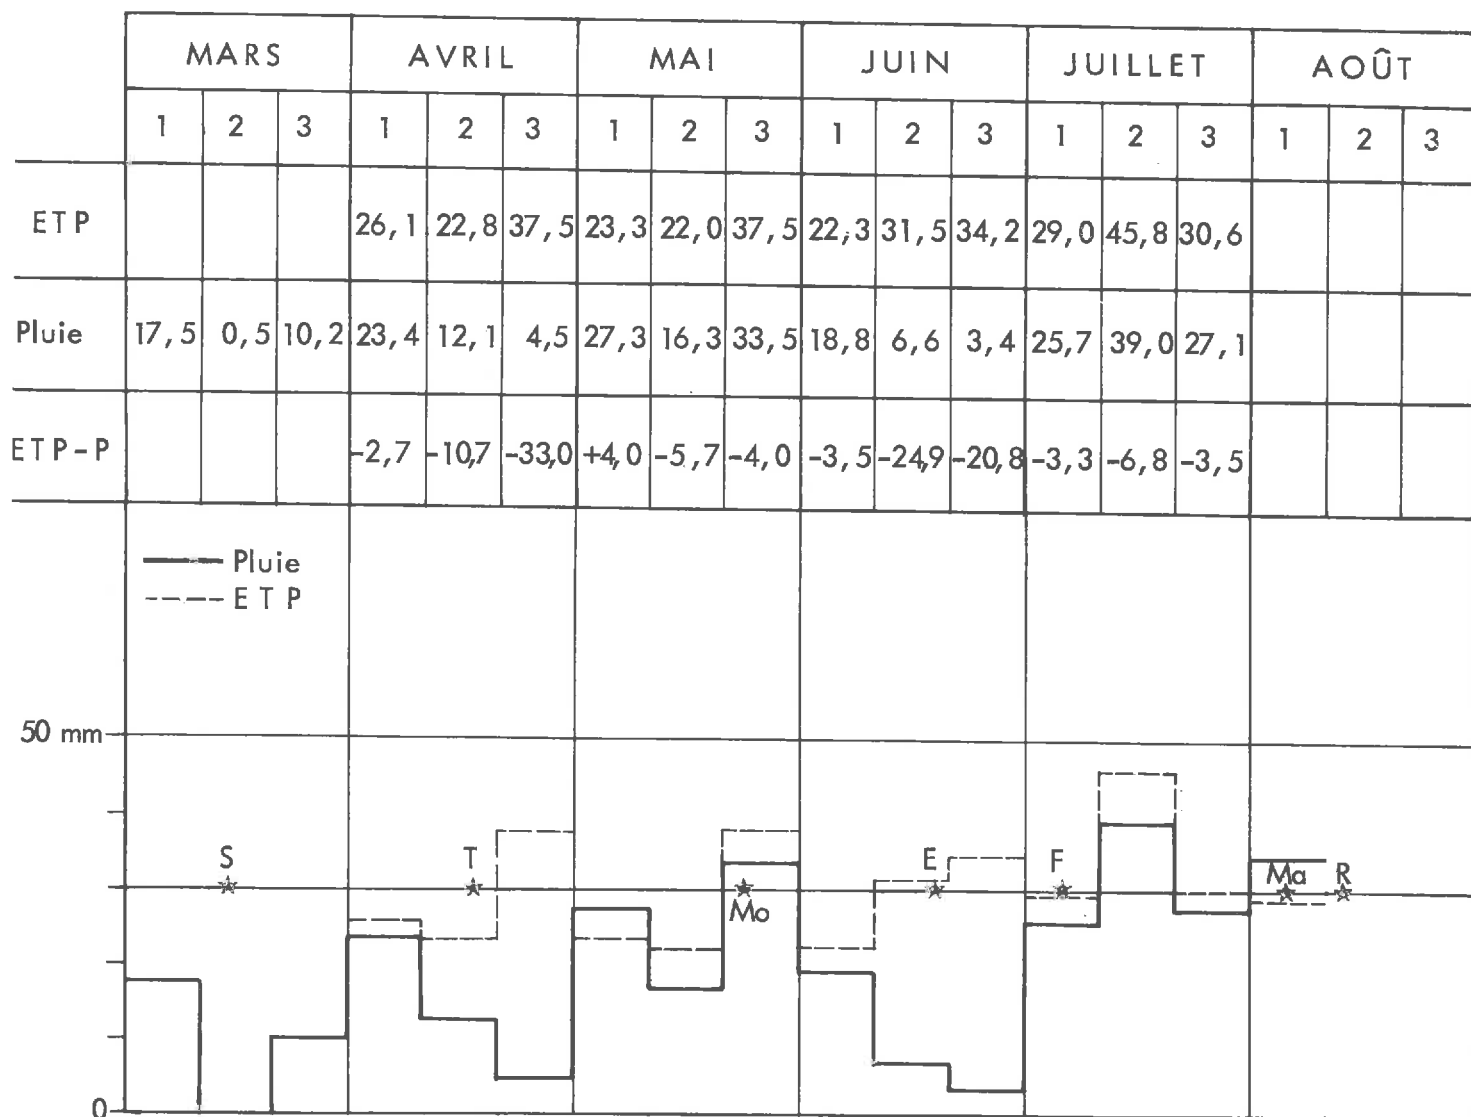 MARS AVRIL MAI JUIN JUILLET AOÛT
1 2 3 1 2 3 1 2 3 1 2 3 1 2 3 1 2 3
ETP 26,1 22,8 37,5 23,3 22,0 37,5 22,3 31,5 34,2 29,0 45,8 30,6
Pluie 17,5 0,5 10,2 23,4 12,1 4,5 27,3 16,3 33,5 18,8 6,6 3,4 25,7 39,0 27,1
ETP-P -2,7 -10,7 -33,0 +4,0 -5,7 -4,0 -3,5 -24,9 -20,8 -3,3 -6,8 -3,5
Pluie
ETP
50 mm
S T E F Ma R
Mo
0